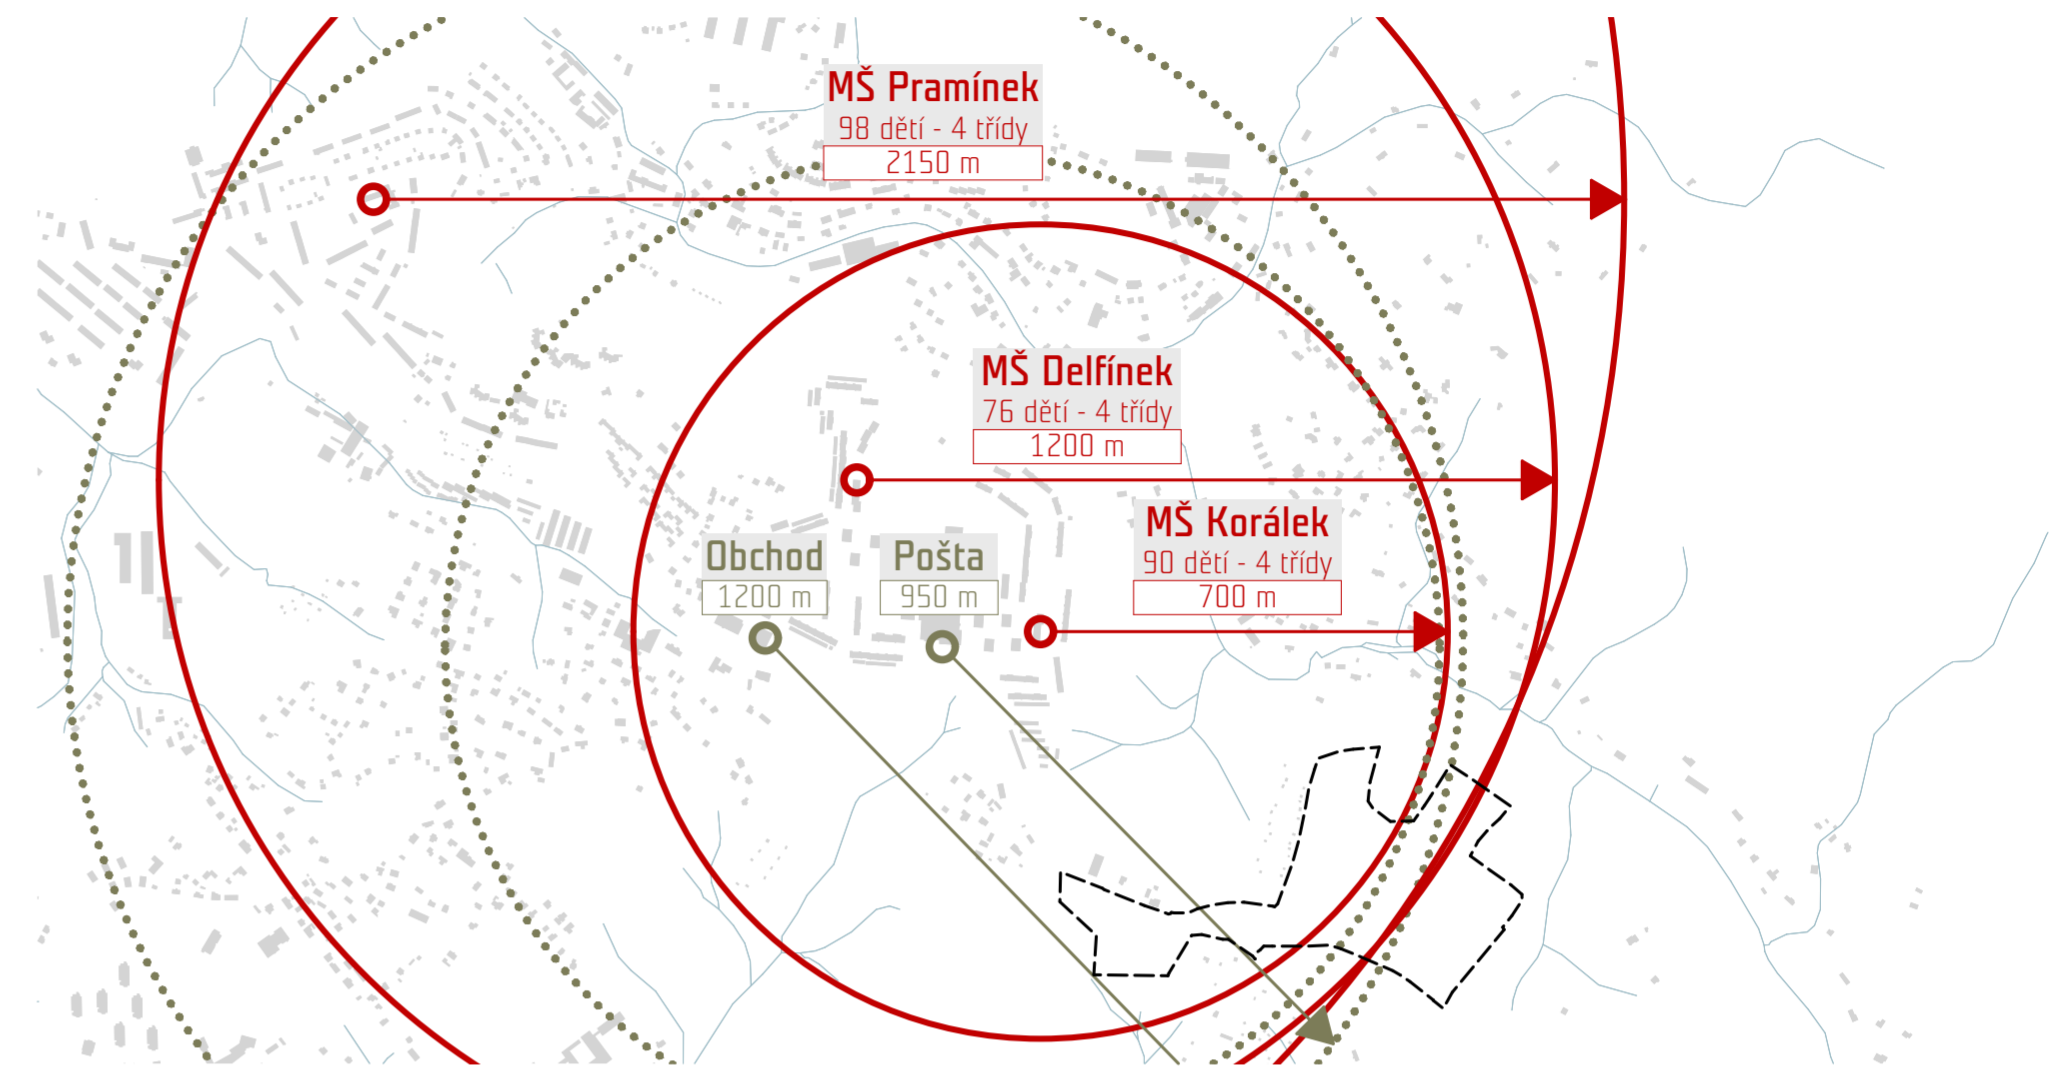 MŠ Pramínek
98 dětí - 4 třídy
2150 m
MŠ Delfínek
76 dětí - 4 třídy
1200 m
MŠ Korálek
90 dětí - 4 třídy
700 m
Obchod
1200 m
Pošta
950 m